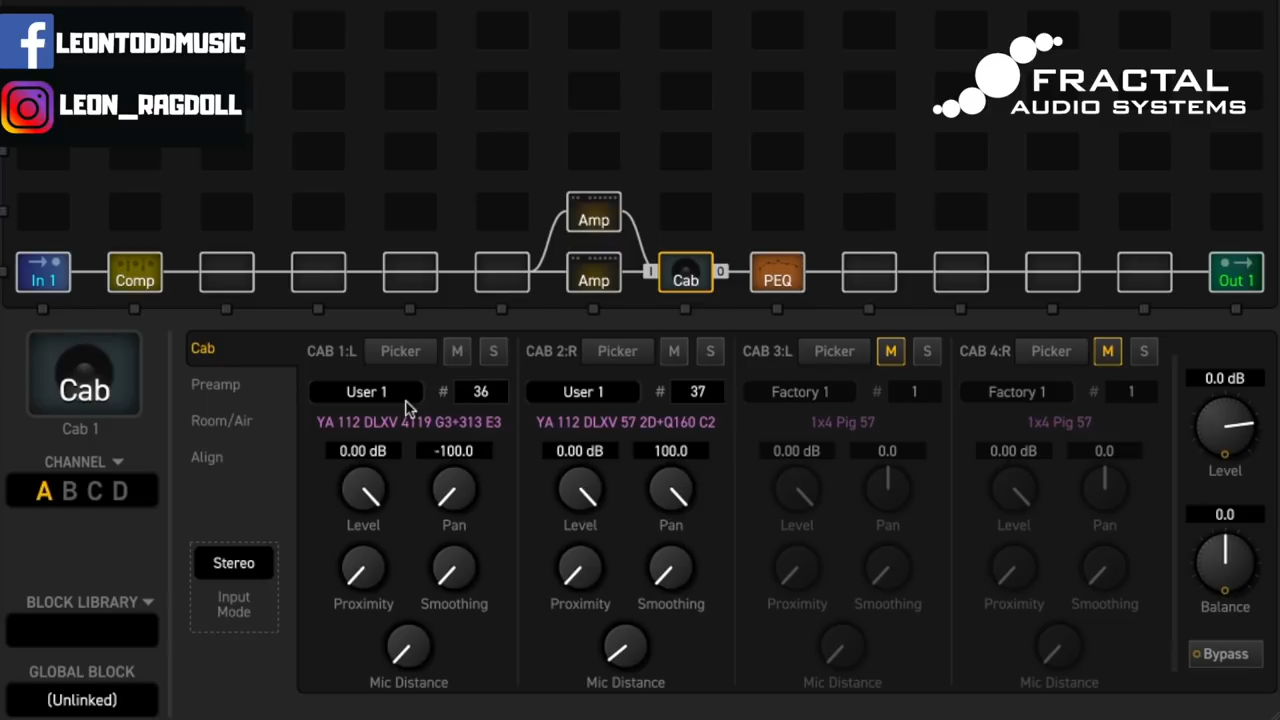 LEONTODDMUSIC
LEON_RAGDOLL
FRACTAL
AUDIO SYSTEMS
Amp
In 1
Comp
Amp
I
Cab
O
PEQ
Out 1
Cab
Cab 1
CHANNEL
A B C D
BLOCK LIBRARY
GLOBAL BLOCK
(Unlinked)
Cab
Preamp
Room/Air
Align
Stereo
Input
Mode
CAB 1:L Picker M S
User 1 # 36
YA 112 DLXV 4119 G3+313 E3
0.00 dB -100.0
Level Pan
Proximity Smoothing
Mic Distance
CAB 2:R Picker M S
User 1 # 37
YA 112 DLXV 57 2D+Q160 C2
0.00 dB 100.0
Level Pan
Proximity Smoothing
Mic Distance
CAB 3:L Picker M S
Factory 1 # 1
1x4 Pig 57
0.00 dB 0.0
Level Pan
Proximity Smoothing
Mic Distance
CAB 4:R Picker M S
Factory 1 # 1
1x4 Pig 57
0.00 dB 0.0
Level Pan
Proximity Smoothing
Mic Distance
0.0 dB
Level
0.0
Balance
Bypass